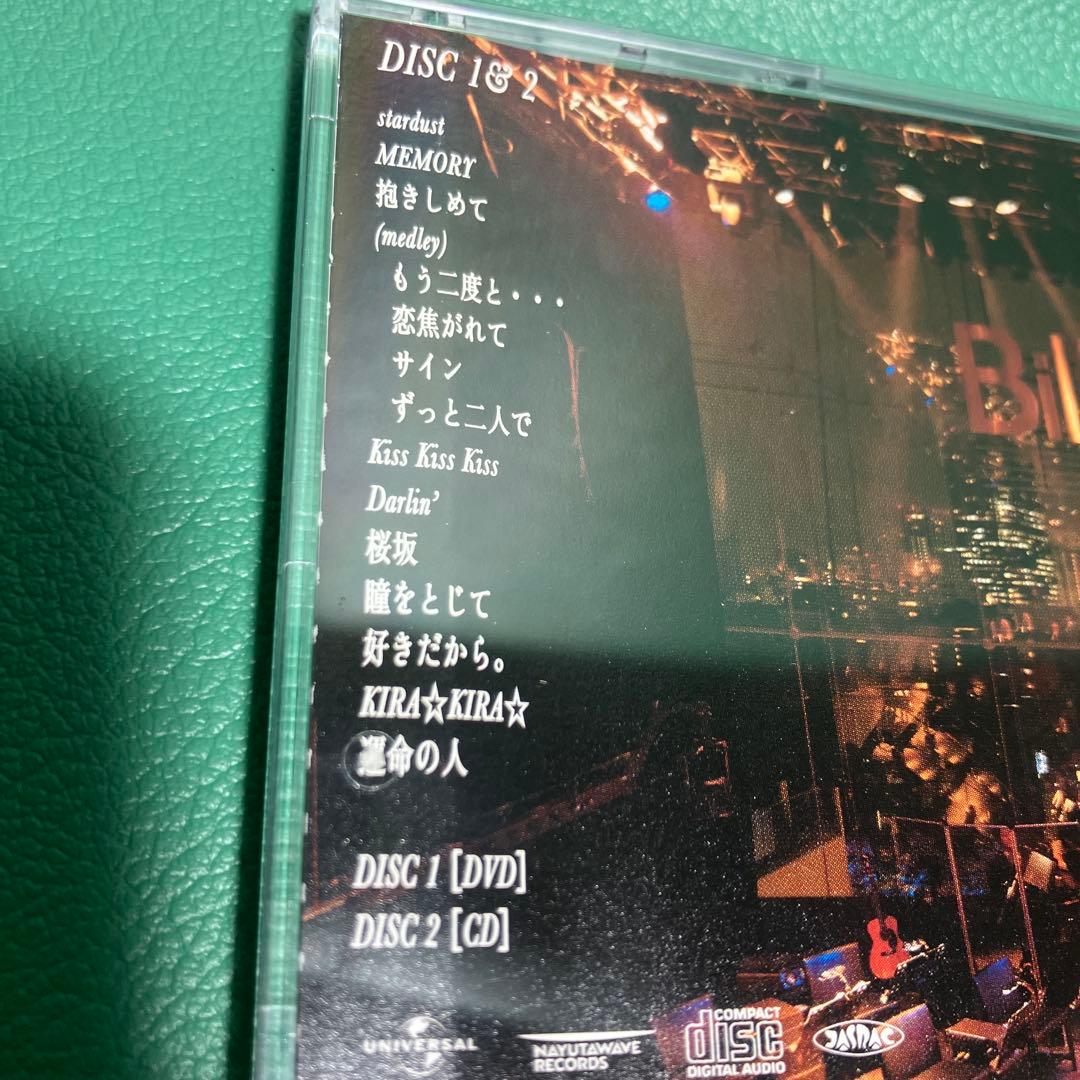 DISC 1& 2
stardust
MEMORY
抱きしめて
(medley)
もう二度と・・・
恋焦がれて
サイン
ずっと二人で
Kiss Kiss Kiss
Darlin'
桜坂
瞳をとじて
好きだから。
KIRA☆KIRA☆
運命の人
DISC 1 [DVD]
DISC 2 [CD]
Bil
UNIVERSAL
NAYUTAWAVE
RECORDS
COMPACT
disc
DIGITAL AUDIO
JASRAC